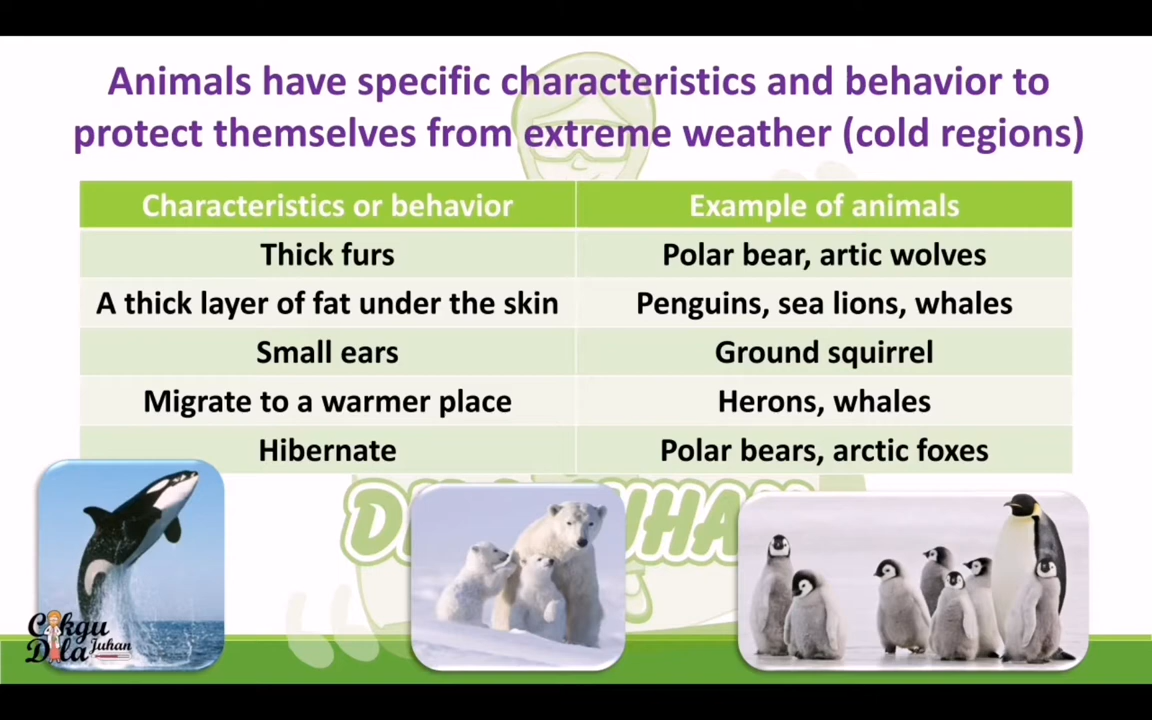 Animals have specific characteristics and behavior to
protect themselves from extreme weather (cold regions)
Characteristics or behavior Example of animals
Thick furs Polar bear, artic wolves
A thick layer of fat under the skin Penguins, sea lions, whales
Small ears Ground squirrel
Migrate to a warmer place Herons, whales
Hibernate Polar bears, arctic foxes
Cikgu
Dila Juhan